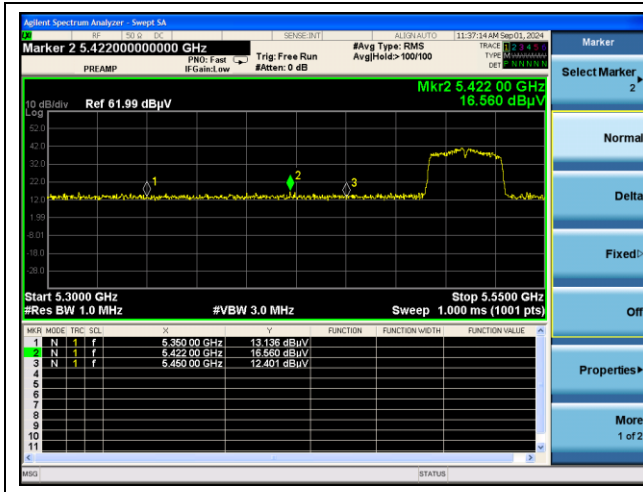 Agilent Spectrum Analyzer - Swept SA
RF 50 Ω DC SENSE:INT ALIGN AUTO 11:37:14 AM Sep 01, 2024
Marker 2 5.422000000000 GHz
PREAMP
PNO: Fast
IFGain:Low
Trig: Free Run
#Atten: 0 dB
#Avg Type: RMS
Avg|Hold:>100/100
TRACE 1 2 3 4 5 6
TYPE
DET P N N N N N
Mkr2 5.422 00 GHz
16.560 dBµV
10 dB/div Ref 61.99 dBµV
Log
52.0
42.0
32.0
22.0
12.0
1.99
-8.01
-18.0
-28.0
1
2
3
Start 5.3000 GHz Stop 5.5500 GHz
#Res BW 1.0 MHz #VBW 3.0 MHz Sweep 1.000 ms (1001 pts)
MKR MODE TRC SCL X Y FUNCTION FUNCTION WIDTH FUNCTION VALUE
1 N 1 f 5.350 00 GHz 13.136 dBµV
2 N 1 f 5.422 00 GHz 16.560 dBµV
3 N 1 f 5.450 00 GHz 12.401 dBµV
4
5
6
7
8
9
10
11
MSG STATUS
Marker
Select Marker
2
Normal
Delta
Fixed
Off
Properties
More
1 of 2